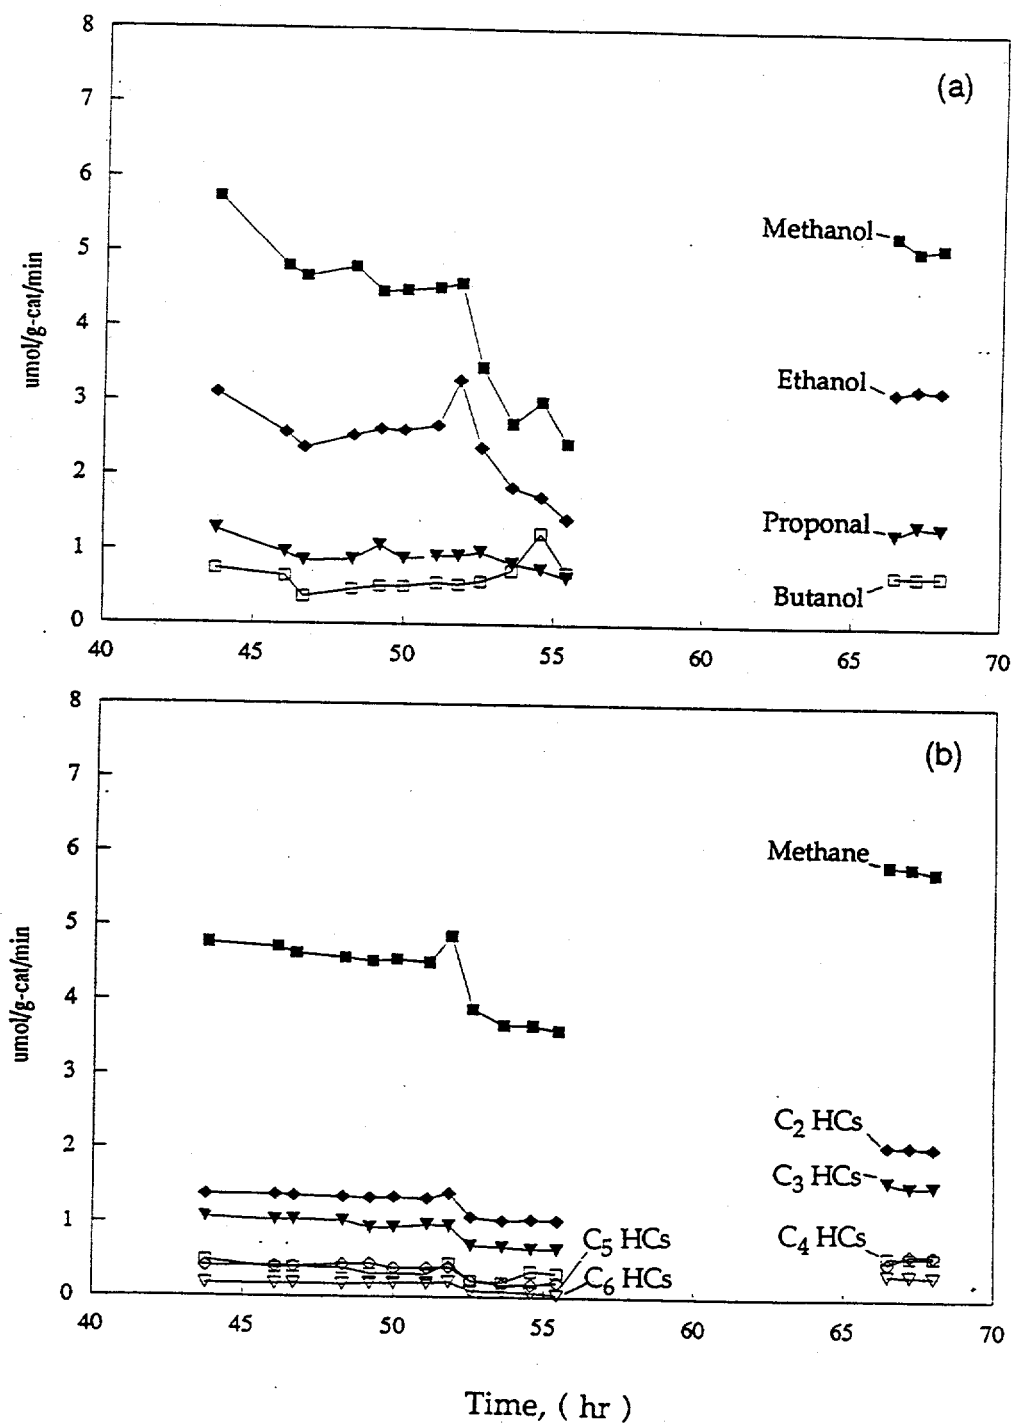 8
(a)
7
6
Methanol
5
umol/g-cat/min
4
Ethanol
3
2
Proponal
1
Butanol
0
40 45 50 55 60 65 70
8
(b)
7
Methane
6
5
umol/g-cat/min
4
3
C2 HCs
2
C3 HCs
1
C5 HCs
C4 HCs
C6 HCs
0
40 45 50 55 60 65 70
Time, ( hr )